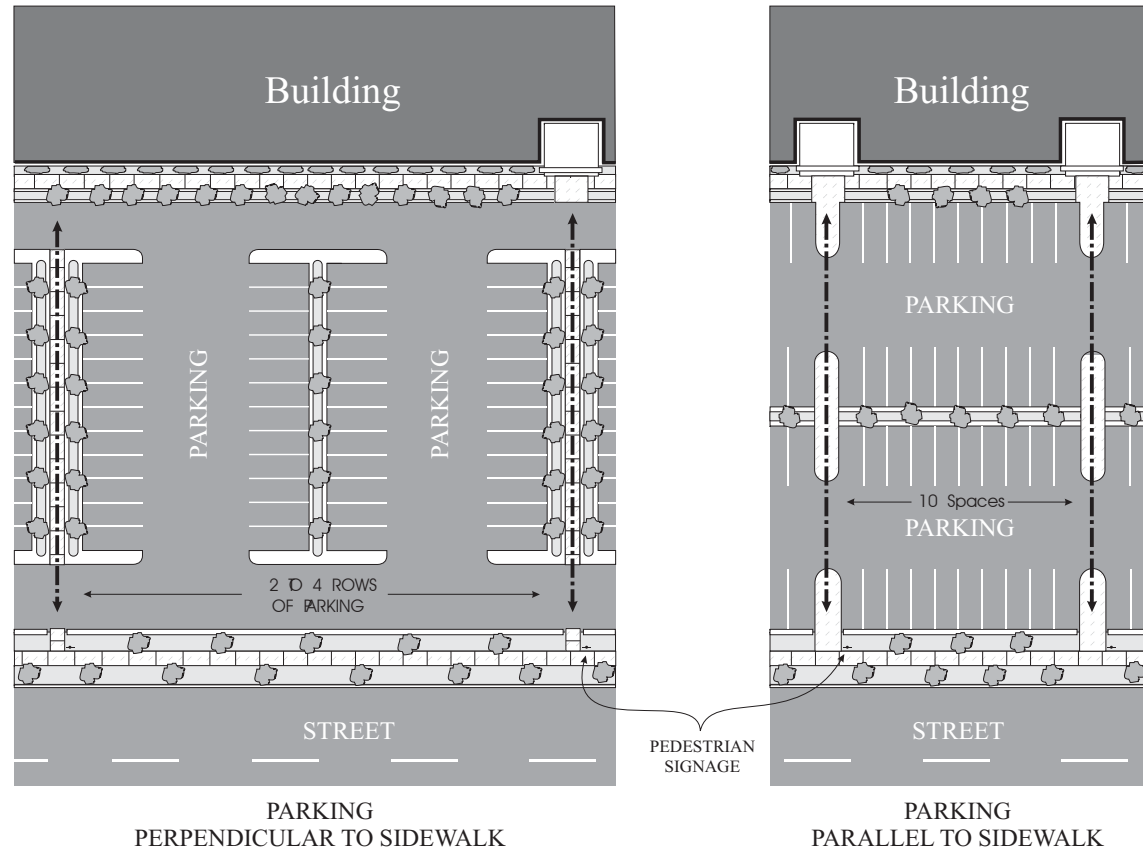 Building
PARKING
PARKING
2 TO 4 ROWS
OF PARKING
STREET
PARKING
PERPENDICULAR TO SIDEWALK
PEDESTRIAN
SIGNAGE
Building
PARKING
10 Spaces
PARKING
STREET
PARKING
PARALLEL TO SIDEWALK